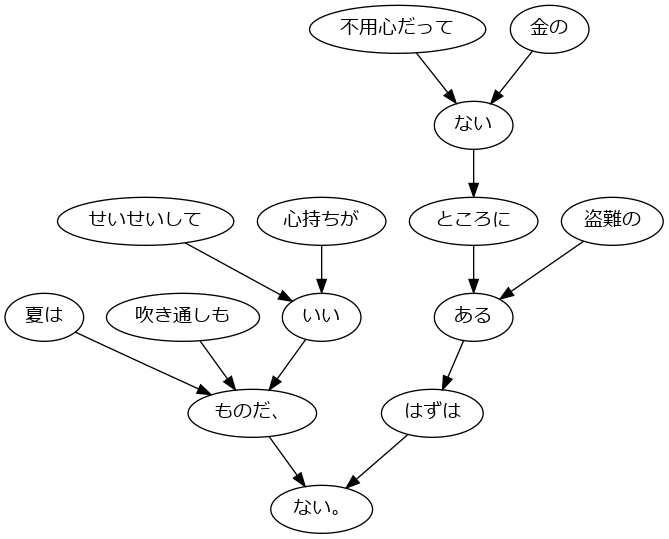 不用心だって
金の
ない
せいせいして
心持ちが
ところに
盗難の
夏は
吹き通しも
いい
ある
ものだ、
はずは
ない。